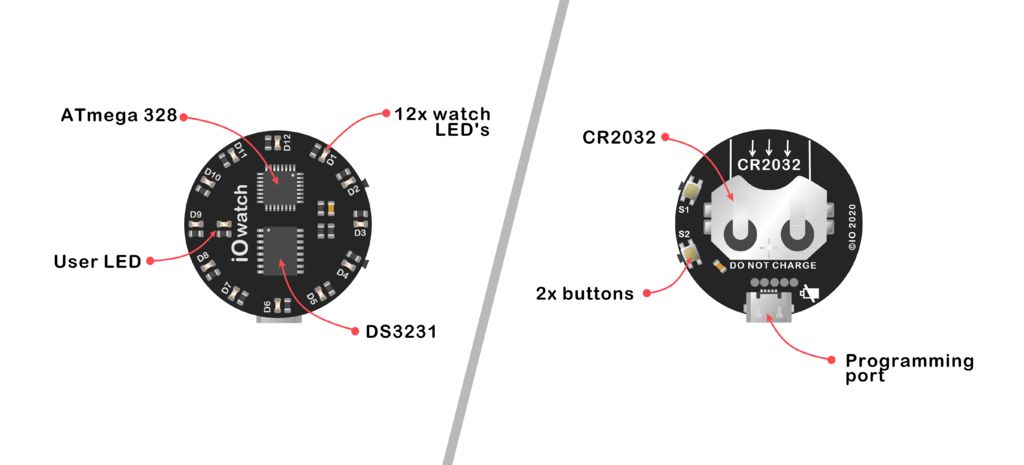 ATmega 328
12x watch
LED's
D12
D11
D1
D10
D2
D9
D3
iOwatch
User LED
D8
D4
D7
D5
D6
DS3231
CR2032
CR2032
S1
S2
©IO 2020
DO NOT CHARGE
2x buttons
Programming
port